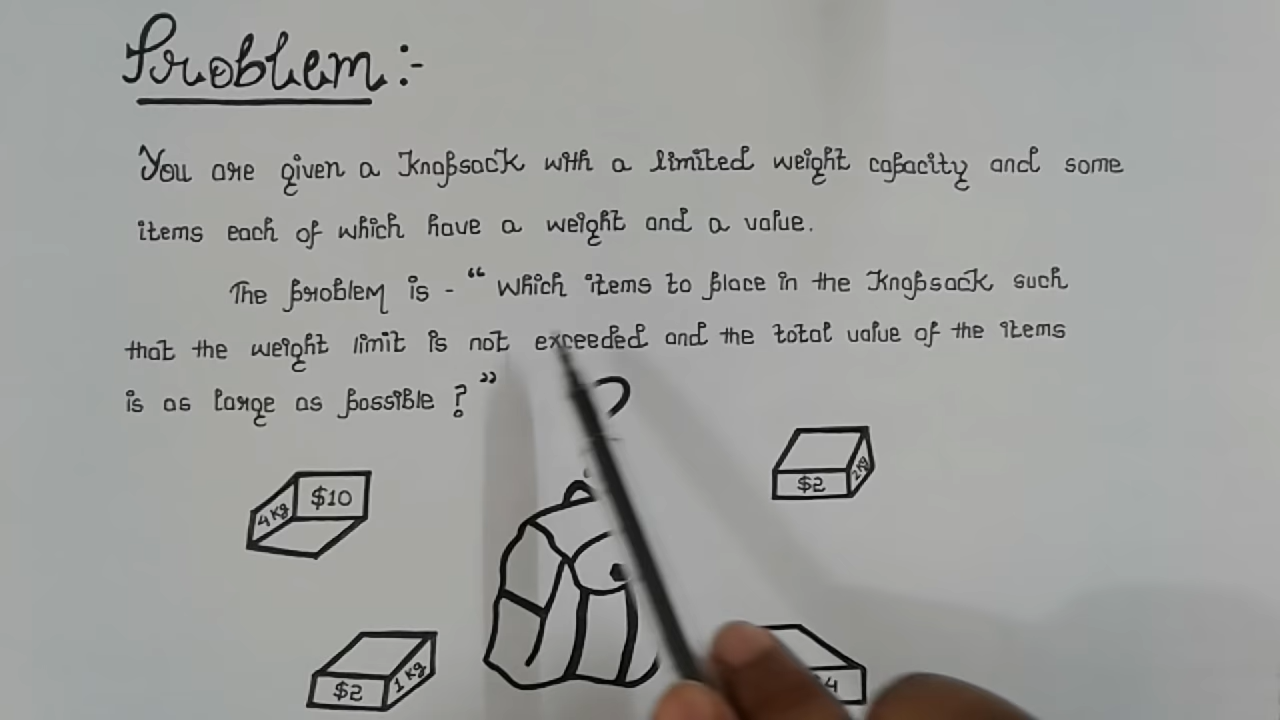 Problem :-
You are given a Knapsack with a limited weight capacity and some
items each of which have a weight and a value.
The problem is - “ Which items to place in the Knapsack such
that the weight limit is not exceeded and the total value of the items
is as large as possible ? ”
?
$10
4 Kg
$2
2 Kg
$2
1 Kg
4